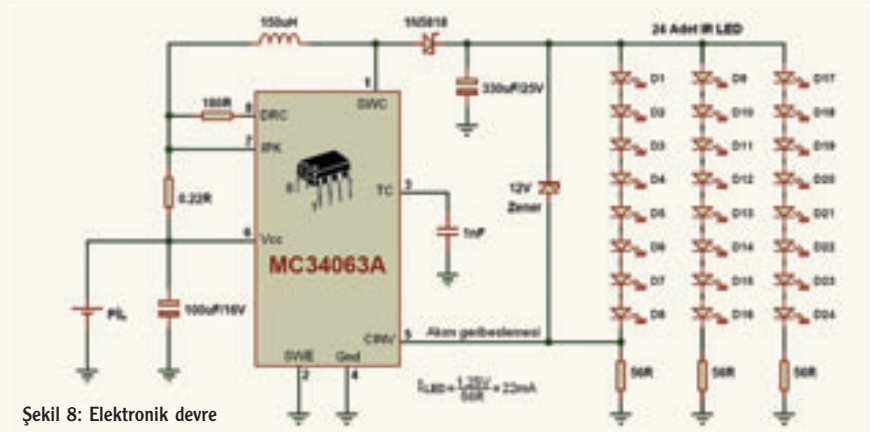 150uH
1N5818
24 Adet IR LED
1
SWC
330uF/25V
180R
8
DRC
7
IPK
0.22R
TC
3
1nF
12V
Zener
6
Vcc
MC34063A
PİL
100uF/16V
CINV
5
Akım geribeslemesi
SWE
Gnd
2
4
I LED = 1.25V / 56R = 22mA
D1
D2
D3
D4
D5
D6
D7
D8
D9
D10
D11
D12
D13
D14
D15
D16
D17
D18
D19
D20
D21
D22
D23
D24
56R
56R
56R
Şekil 8: Elektronik devre